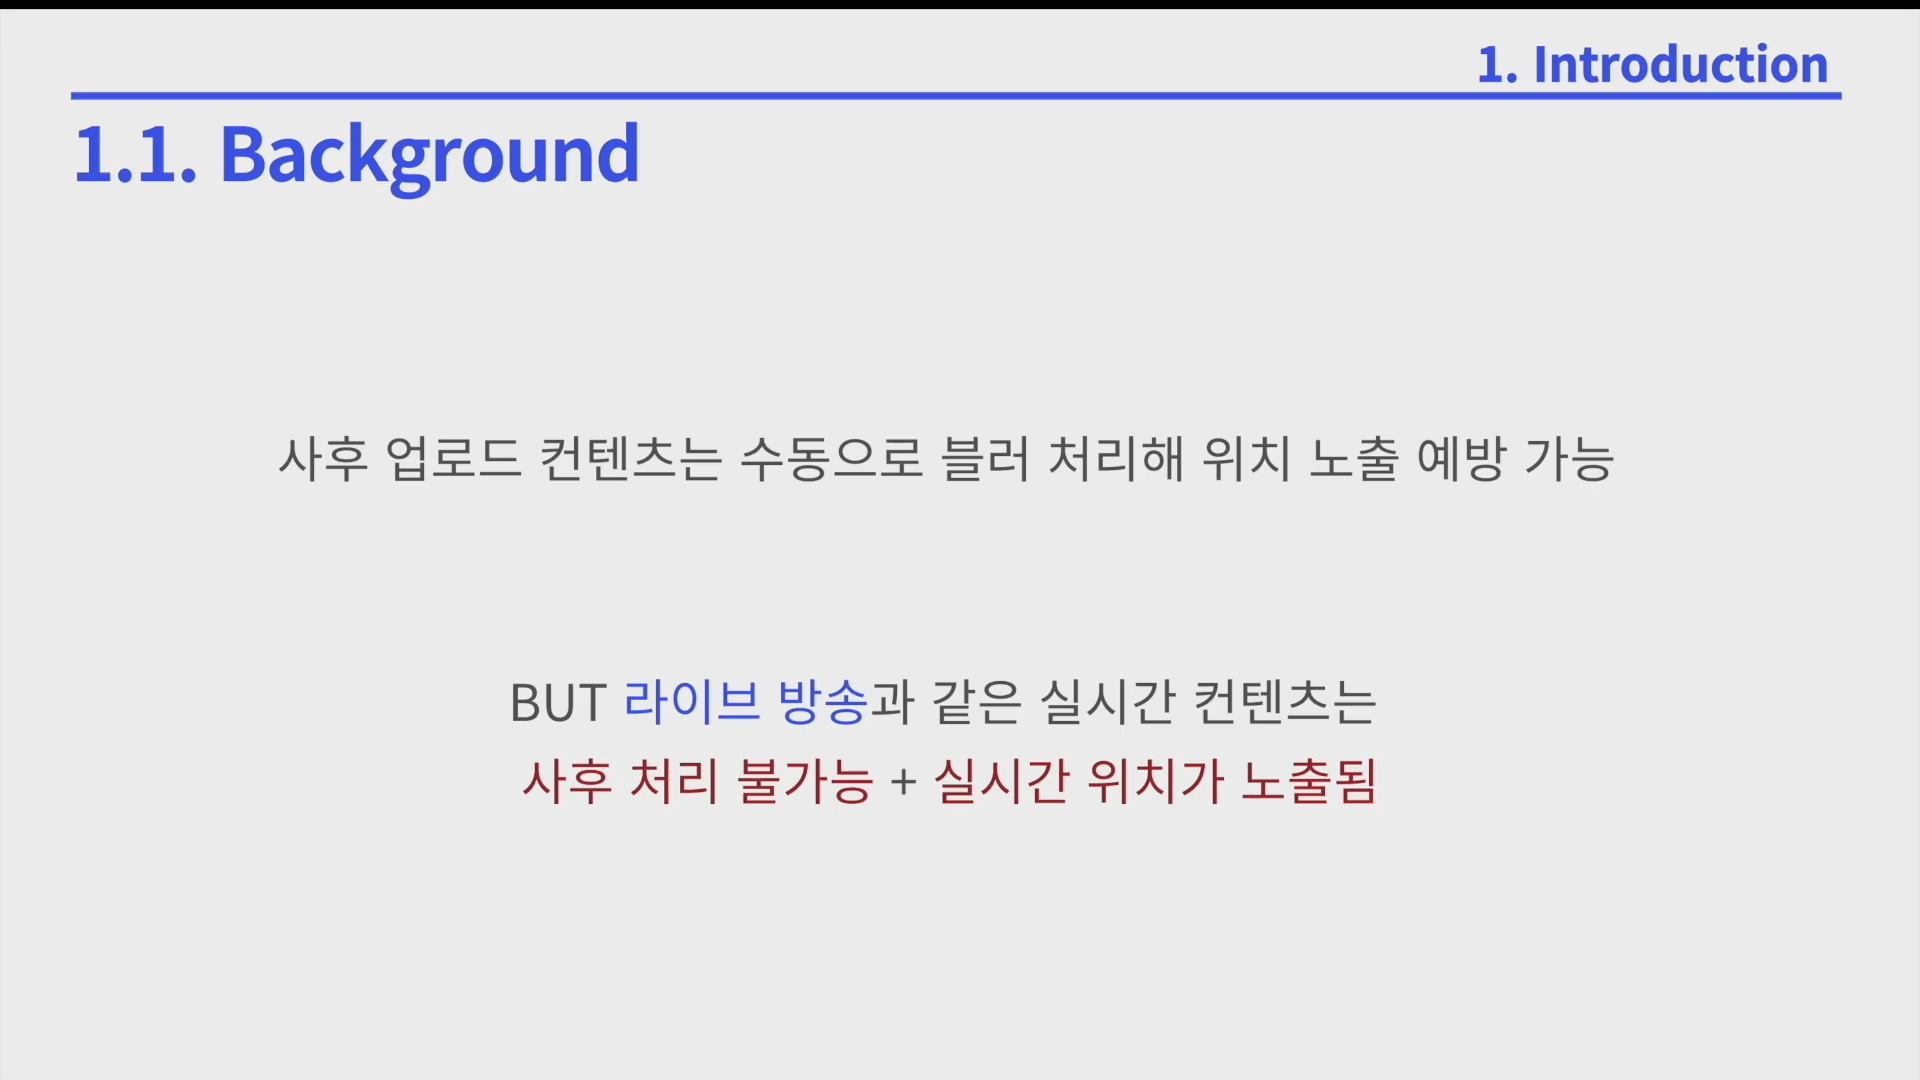 1. Introduction
1.1. Background
사후 업로드 컨텐츠는 수동으로 블러 처리해 위치 노출 예방 가능
BUT 라이브 방송과 같은 실시간 컨텐츠는
사후 처리 불가능 + 실시간 위치가 노출됨